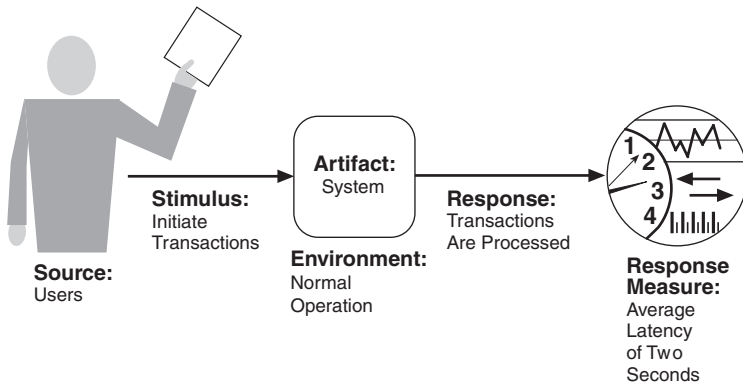 Source:
Users
Stimulus:
Initiate
Transactions
Artifact:
System
Environment:
Normal
Operation
Response:
Transactions
Are Processed
1
2
3
4
Response
Measure:
Average
Latency
of Two
Seconds